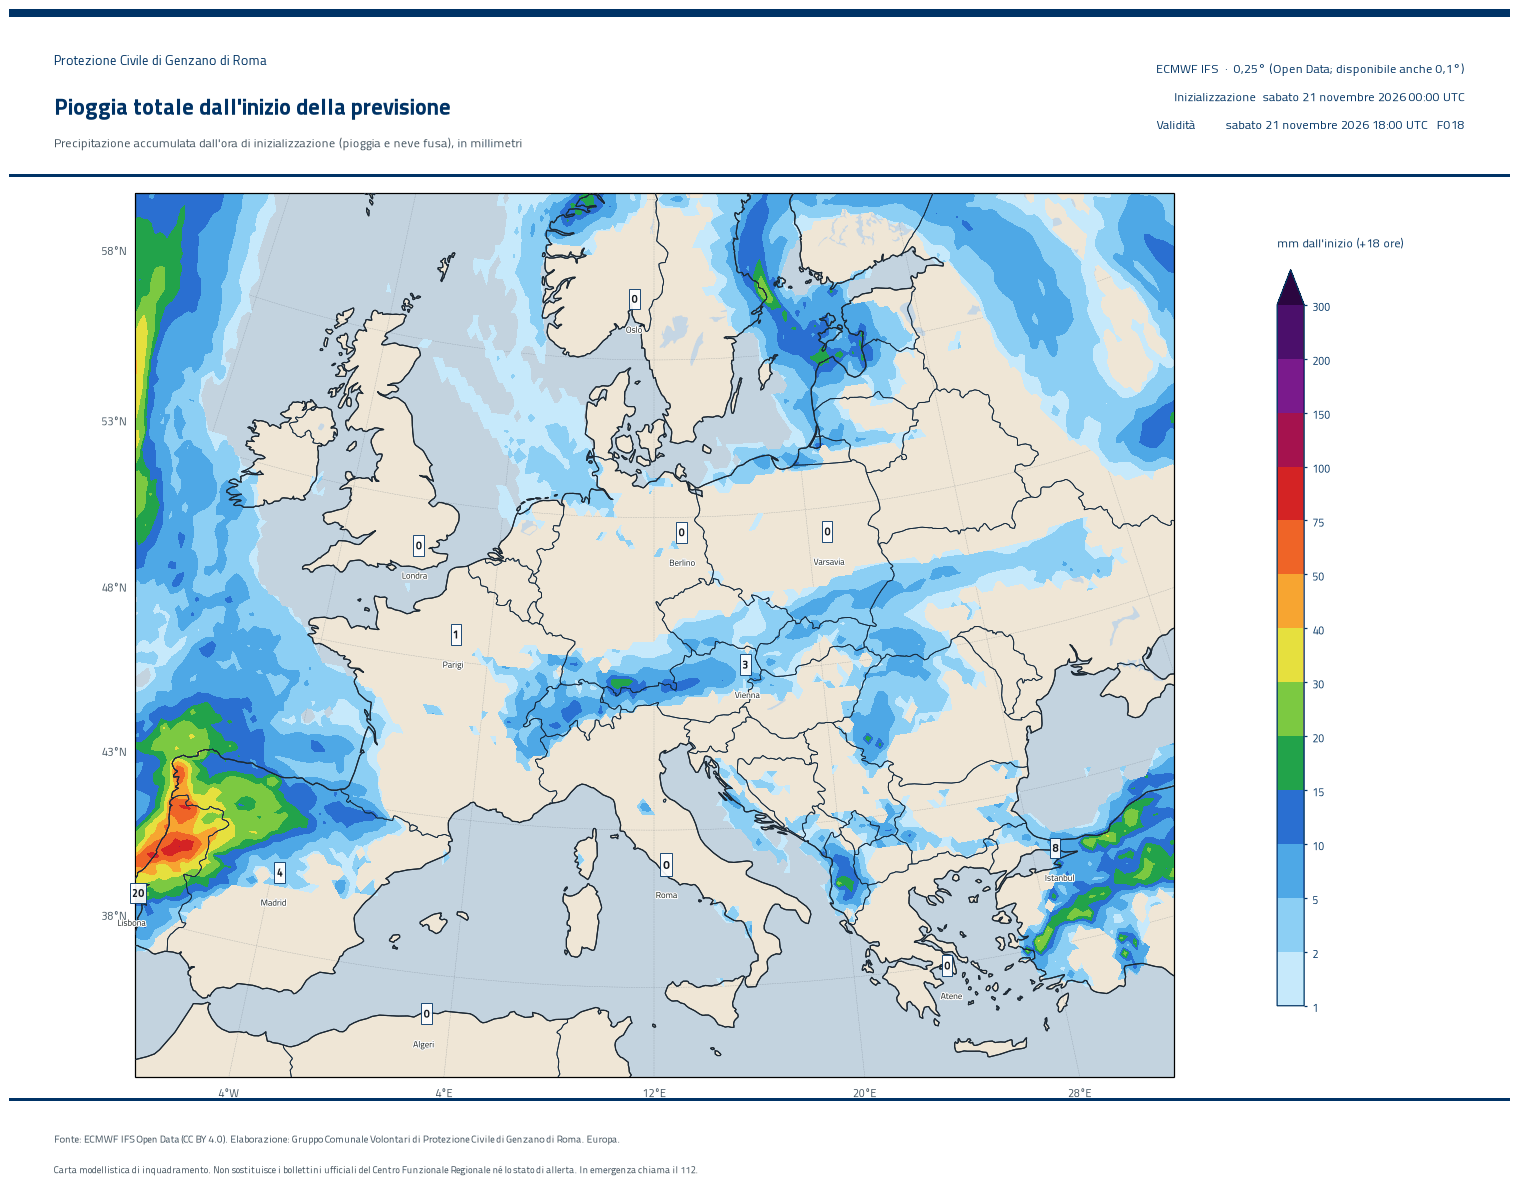 Protezione Civile di Genzano di Roma
Pioggia totale dall'inizio della previsione
Precipitazione accumulata dall'ora di inizializzazione (pioggia e neve fusa), in millimetri
ECMWF IFS · 0,25° (Open Data; disponibile anche 0,1°)
Inizializzazione sabato 21 novembre 2026 00:00 UTC
Validità sabato 21 novembre 2026 18:00 UTC F018
58°N
53°N
48°N
43°N
38°N
4°W
4°E
12°E
20°E
28°E
0
Oslo
0
Londra
0
Berlino
0
Varsavia
1
Parigi
3
Vienna
4
Madrid
20
Lisbona
0
Roma
8
Istanbul
0
Atene
0
Algeri
mm dall'inizio (+18 ore)
300
200
150
100
75
50
40
30
20
15
10
5
2
1
Fonte: ECMWF IFS Open Data (CC BY 4.0). Elaborazione: Gruppo Comunale Volontari di Protezione Civile di Genzano di Roma. Europa.
Carta modellistica di inquadramento. Non sostituisce i bollettini ufficiali del Centro Funzionale Regionale né lo stato di allerta. In emergenza chiama il 112.